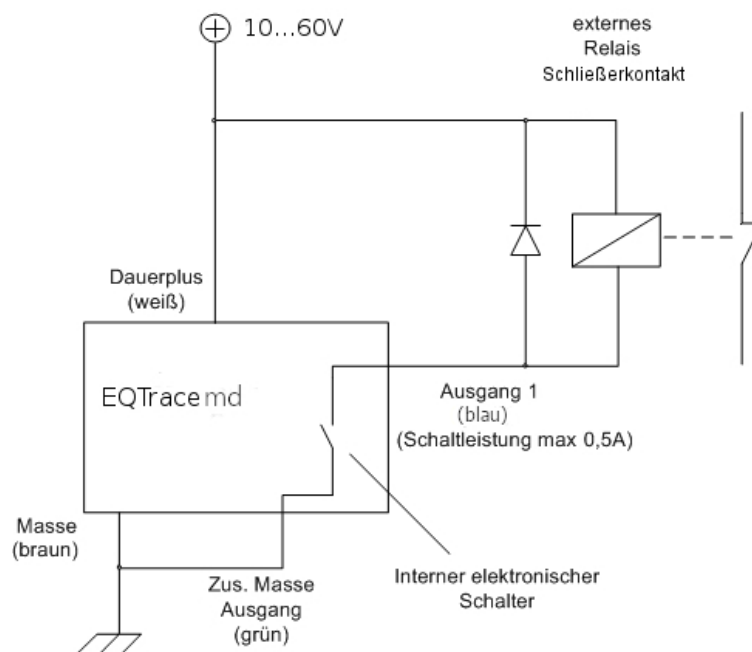 10...60V
externes
Relais
Schließerkontakt
Dauerplus
(weiß)
EQTrace md
Ausgang 1
(blau)
(Schaltleistung max 0,5A)
Masse
(braun)
Zus. Masse
Ausgang
(grün)
Interner elektronischer
Schalter